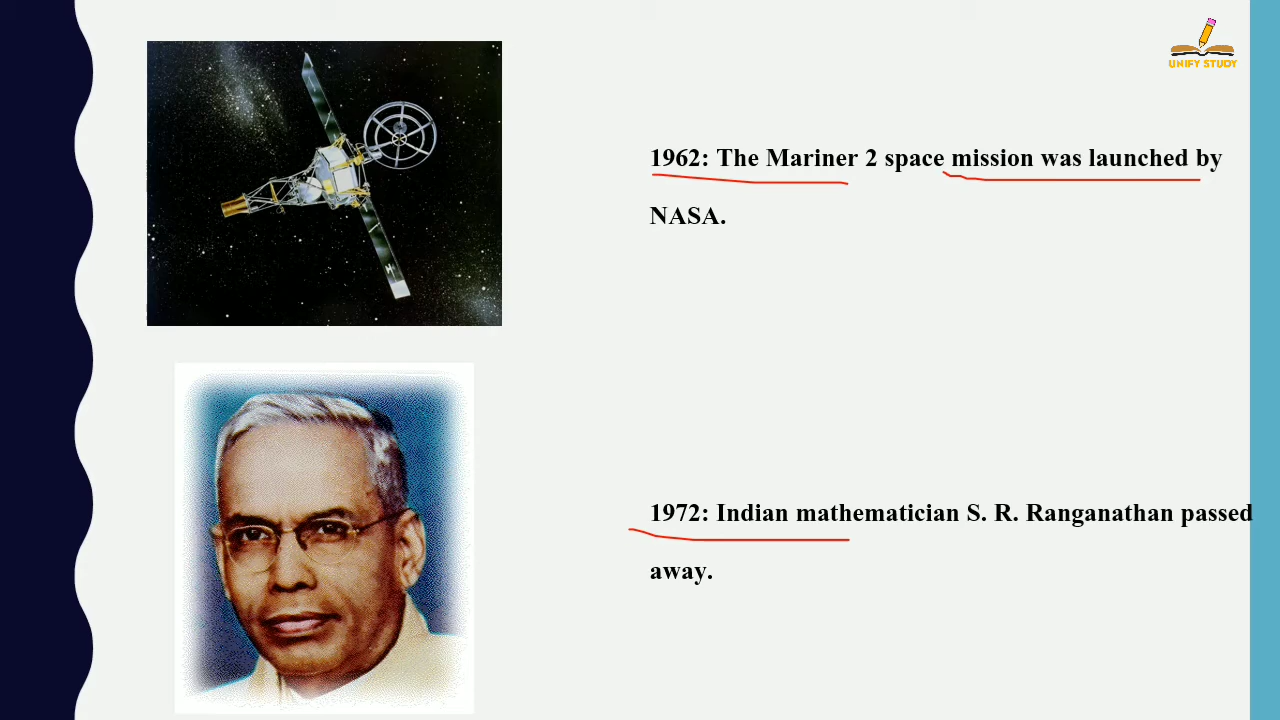 UNIFY STUDY
1962: The Mariner 2 space mission was launched by
NASA.
1972: Indian mathematician S. R. Ranganathan passed
away.